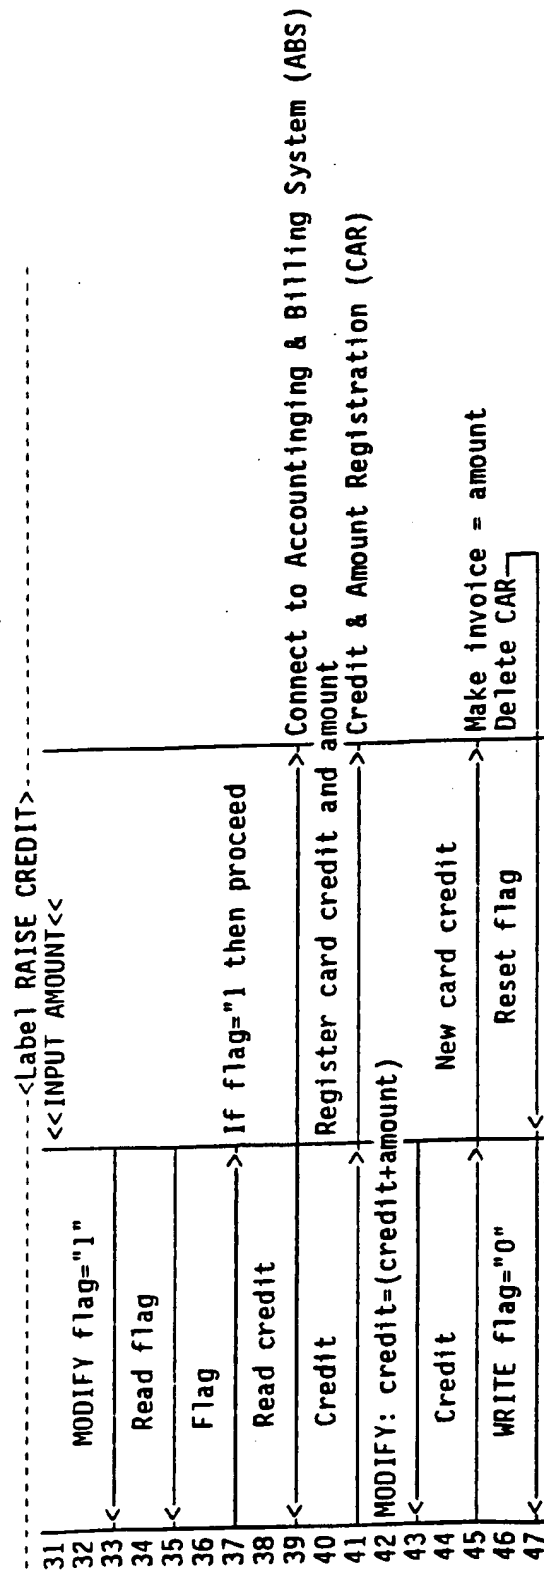 <Label RAISE CREDIT>
31 <<INPUT AMOUNT<<
32 MODIFY flag="1"
33
34 Read flag
35
36 Flag
37 If flag="1 then proceed
38 Read credit
39 Connect to Accountinging & Billing System (ABS)
40 Credit Register card credit and amount
41 Credit & Amount Registration (CAR)
42 MODIFY: credit=(credit+amount)
43
44 Credit New card credit
45 Make invoice = amount
46 WRITE flag="0" Reset flag Delete CAR
47